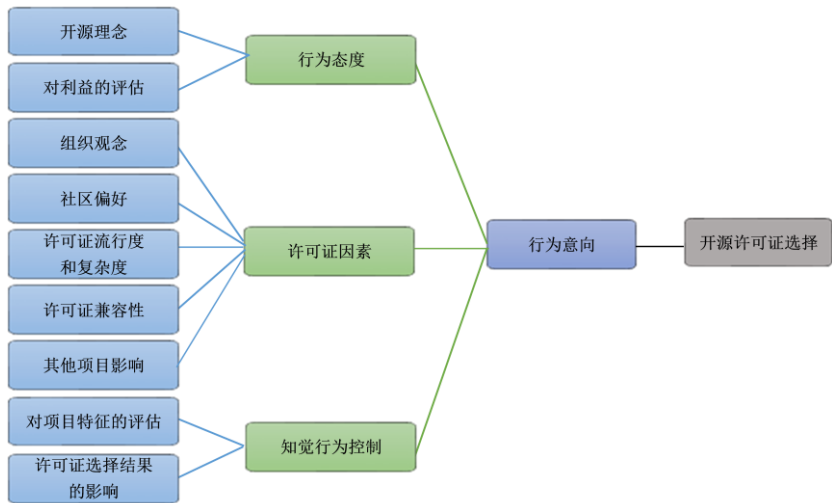 开源理念
对利益的评估
组织观念
社区偏好
许可证流行度
和复杂度
许可证兼容性
其他项目影响
对项目特征的评估
许可证选择结果
的影响
行为态度
许可证因素
知觉行为控制
行为意向
开源许可证选择